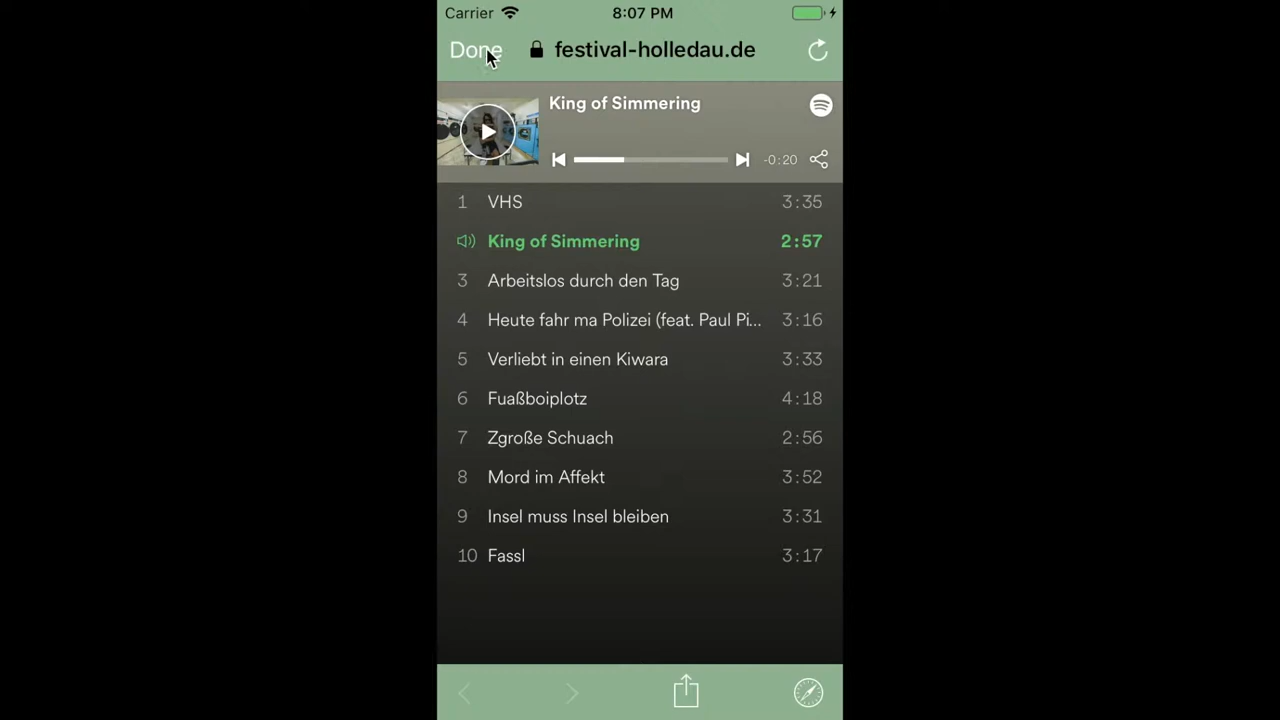 Carrier 8:07 PM
Done festival-holledau.de
King of Simmering
-0:20
1 VHS 3:35
King of Simmering 2:57
3 Arbeitslos durch den Tag 3:21
4 Heute fahr ma Polizei (feat. Paul Pi... 3:16
5 Verliebt in einen Kiwara 3:33
6 Fuaßboiplotz 4:18
7 Zgroße Schuach 2:56
8 Mord im Affekt 3:52
9 Insel muss Insel bleiben 3:31
10 Fassl 3:17